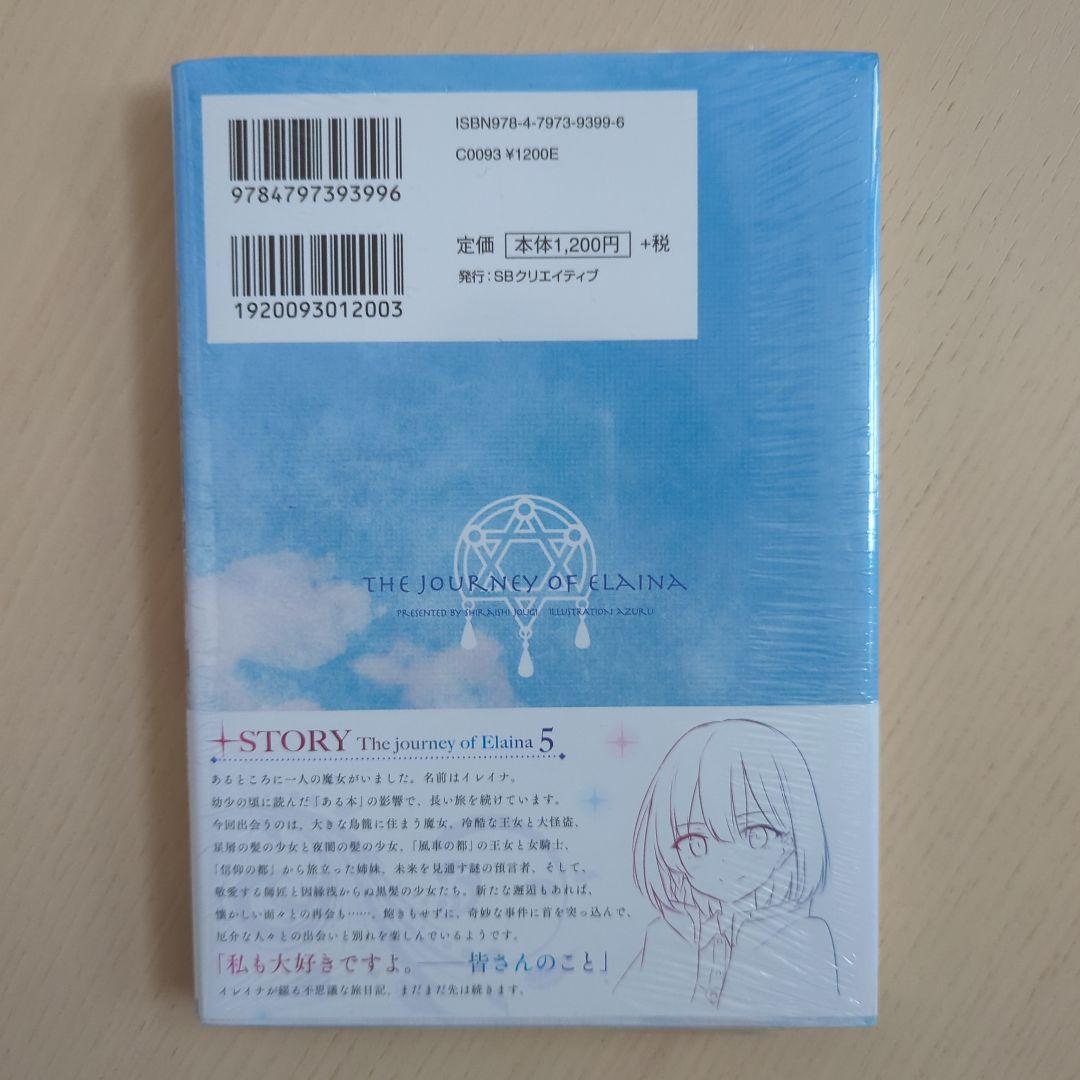 ISBN978-4-7973-9399-6
C0093 ¥1200E
9784797393996
定価 本体1,200円 +税
発行：SBクリエイティブ
1920093012003
THE JOURNEY OF ELAINA
PRESENTED BY SHIRAISHI JOUGI / ILLUSTRATION AZURU
STORY The journey of Elaina 5
あるところに一人の魔女がいました。名前はイレイナ。
幼少の頃に読んだ「ある本」の影響で、長い旅を続けています。
今回出会うのは、大きな鳥籠に住まう魔女、冷酷な王女と大怪盗、
星屑の髪の少女と夜闇の髪の少女、「風車の都」の王女と女騎士、
「信仰の都」から旅立った姉妹、未来を見通す謎の預言者、そして、
敬愛する師匠と因縁浅からぬ黒髪の少女たち。新たな邂逅もあれば、
懐かしい面々との再会も……。飽きもせずに、奇妙な事件に首を突っ込んで、
厄介な人々との出会いと別れを楽しんでいるようです。
「私も大好きですよ。――皆さんのこと」
イレイナが綴る不思議な旅日記、まだまだ先は続きます。